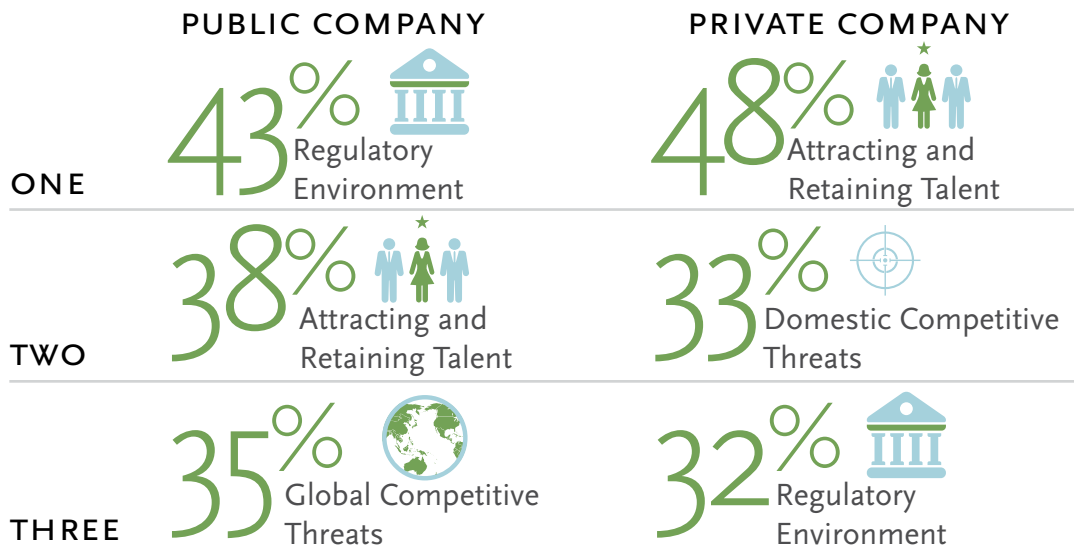 PUBLIC COMPANY
PRIVATE COMPANY
ONE
43%
Regulatory
Environment
48%
Attracting and
Retaining Talent
TWO
38%
Attracting and
Retaining Talent
33%
Domestic Competitive
Threats
THREE
35%
Global Competitive
Threats
32%
Regulatory
Environment